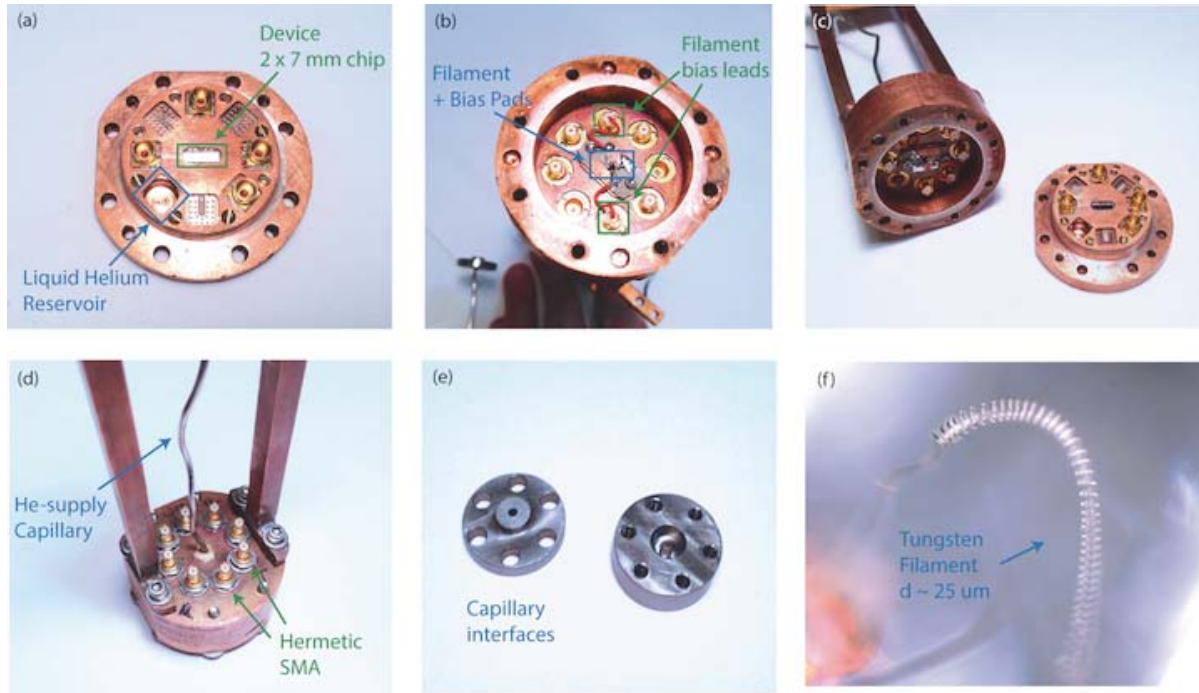 (a)
Device
2 x 7 mm chip
Liquid Helium
Reservoir
(b)
Filament
+ Bias Pads
Filament
bias leads
(c)
(d)
He-supply
Capillary
Hermetic
SMA
(e)
Capillary
interfaces
(f)
Tungsten
Filament
d ~ 25 um